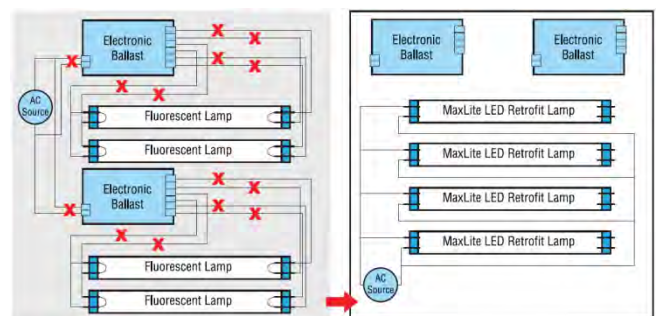 Electronic
Ballast
AC
Source
Fluorescent Lamp
Fluorescent Lamp
Electronic
Ballast
Fluorescent Lamp
Fluorescent Lamp
Electronic
Ballast
Electronic
Ballast
MaxLite LED Retrofit Lamp
MaxLite LED Retrofit Lamp
MaxLite LED Retrofit Lamp
MaxLite LED Retrofit Lamp
AC
Source